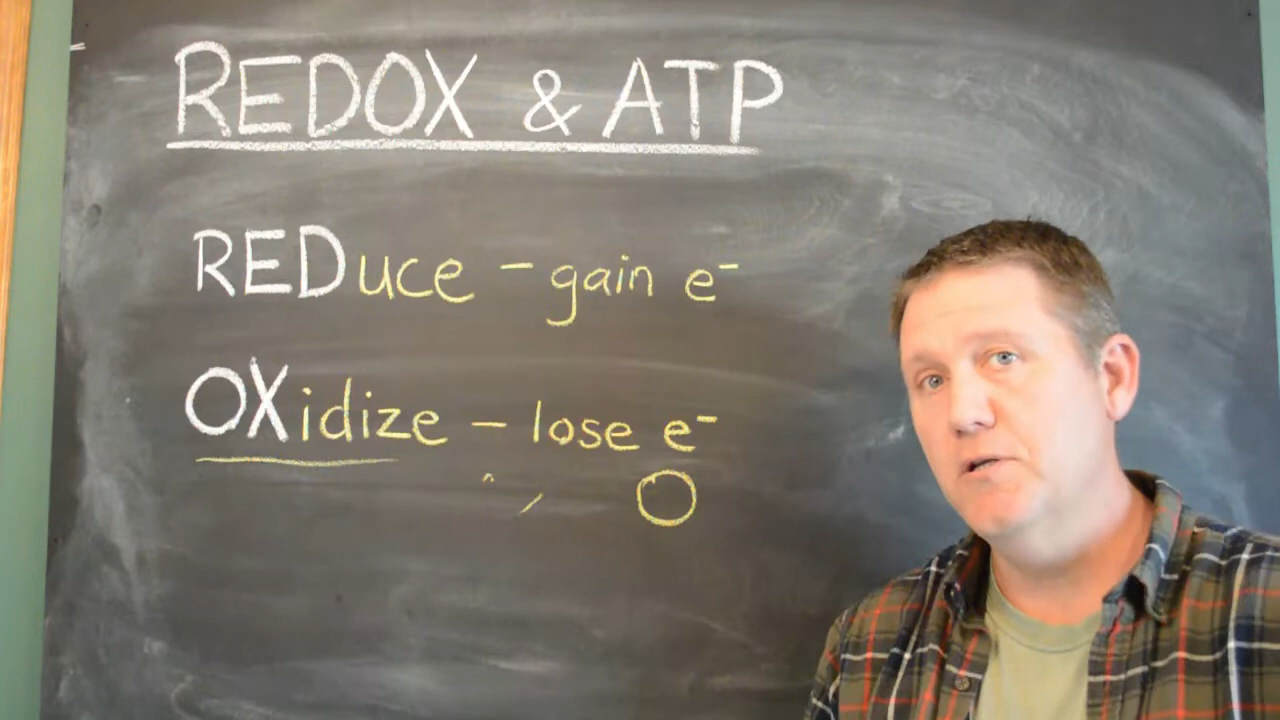 REDOX & ATP
REDuce - gain e⁻
OXidize - lose e⁻
O